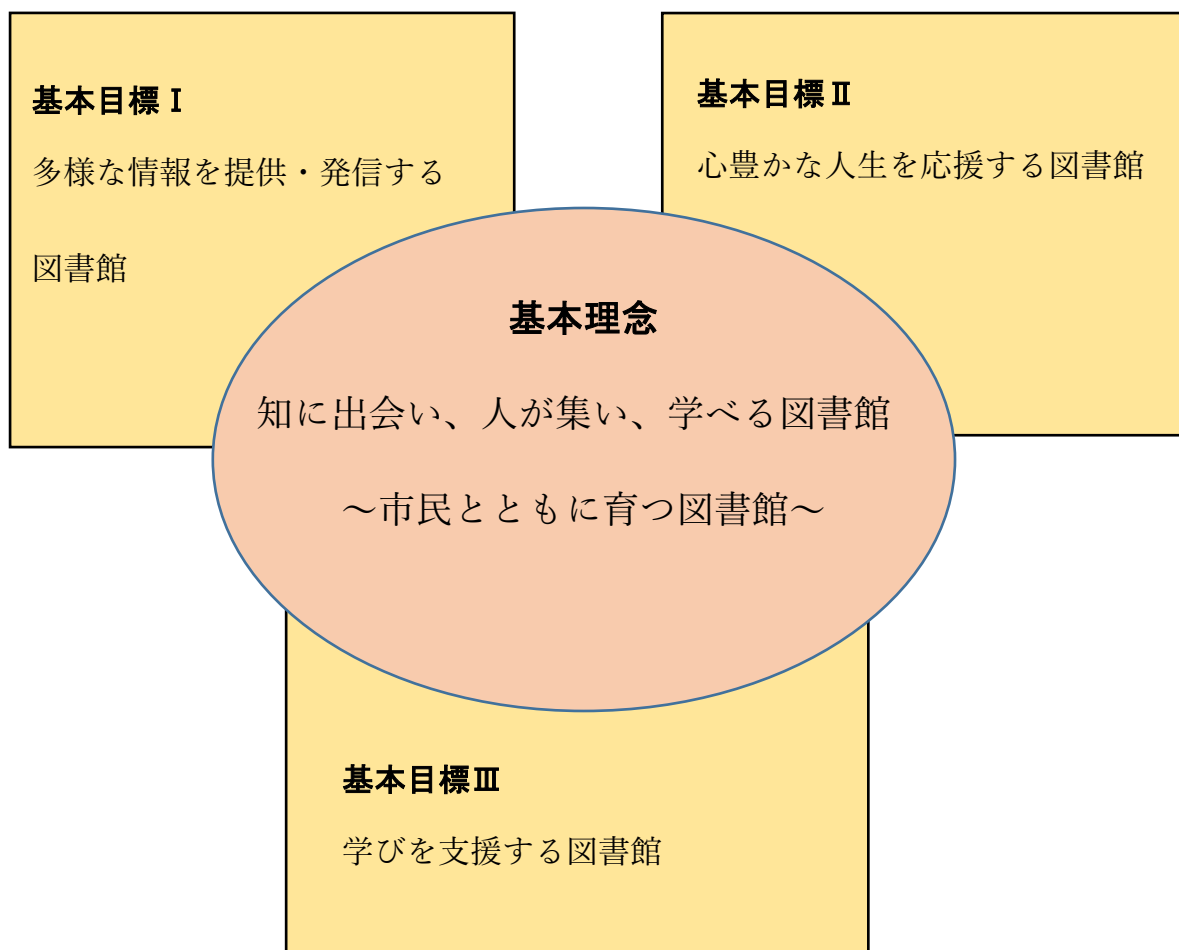 基本目標Ⅰ
多様な情報を提供・発信する
図書館
基本目標Ⅱ
心豊かな人生を応援する図書館
基本理念
知に出会い、人が集い、学べる図書館
～市民とともに育つ図書館～
基本目標Ⅲ
学びを支援する図書館